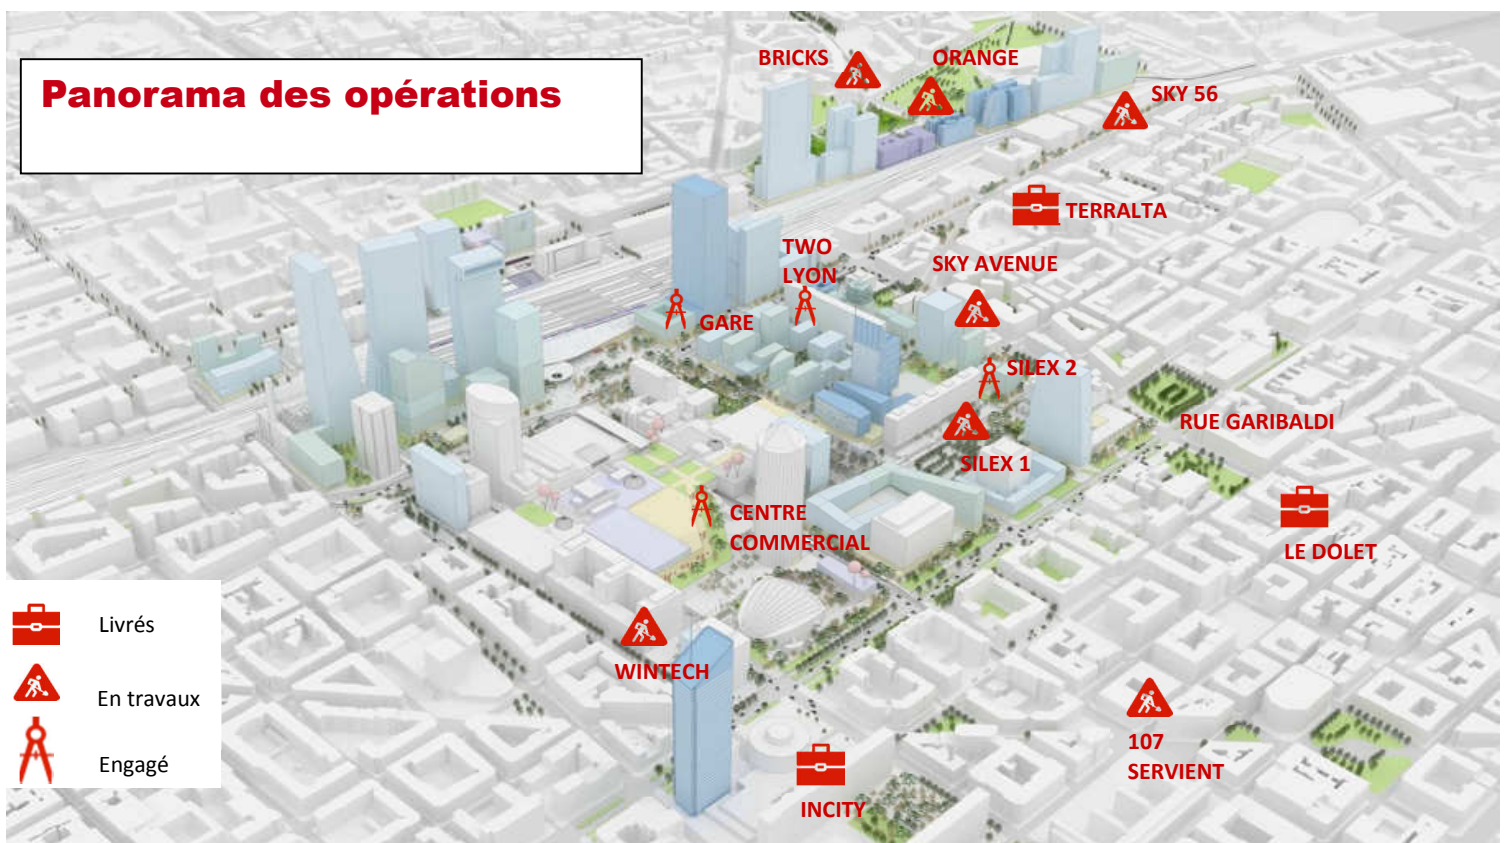 Panorama des opérations
BRICKS
ORANGE
SKY 56
TERRALTA
TWO
LYON
SKY AVENUE
GARE
SILEX 2
RUE GARIBALDI
SILEX 1
CENTRE
COMMERCIAL
LE DOLET
WINTECH
107
SERVIENT
INCITY
Livrés
En travaux
Engagé